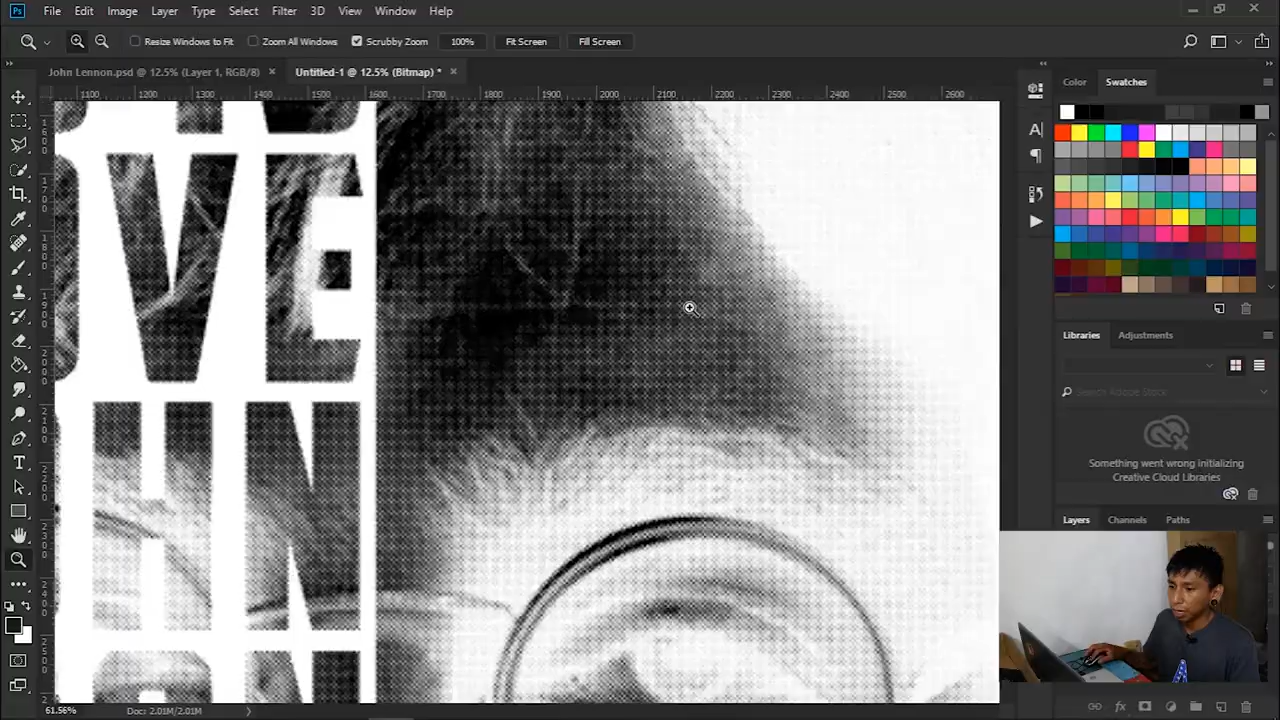 Ps File Edit Image Layer Type Select Filter 3D View Window Help
Resize Windows to Fit Zoom All Windows Scrubby Zoom 100% Fit Screen Fill Screen
John Lennon.psd @ 12.5% (Layer 1, RGB/8) × Untitled-1 @ 12.5% (Bitmap) * ×
1100 1200 1300 1400 1500 1600 1700 1800 1900 2000 2100 2200 2300 2400 2500 2600
Color Swatches
VE
HN
Libraries Adjustments
Search Adobe Stock
Something went wrong initializing
Creative Cloud Libraries
Layers Channels Paths
61.56% Doc: 2.01M/2.01M